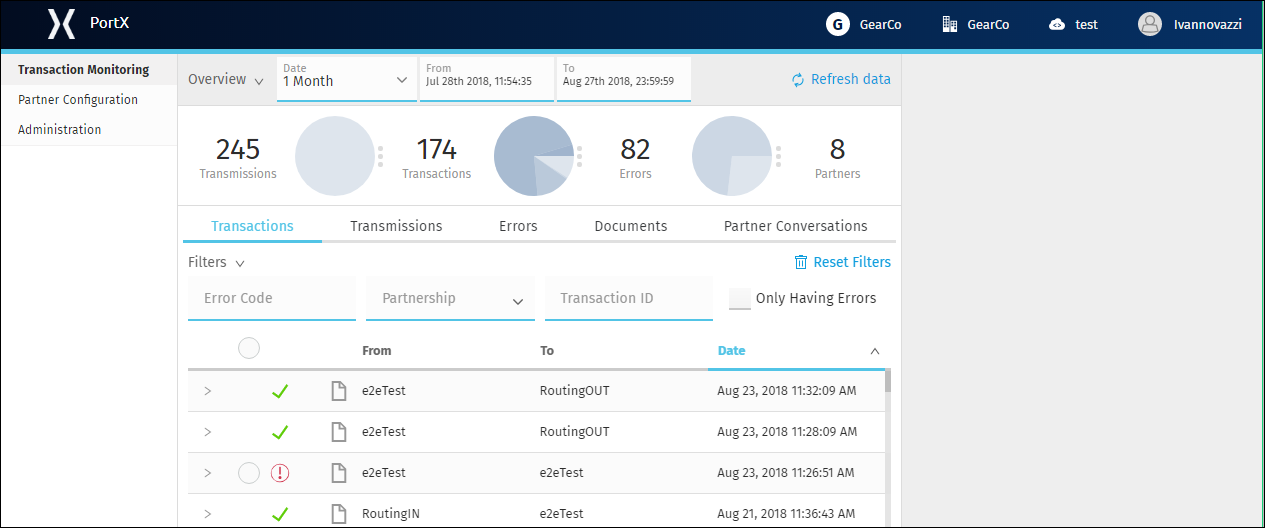 PortX
G GearCo
GearCo
test
Ivannovazzi
Transaction Monitoring
Partner Configuration
Administration
Overview
Date
1 Month
From
Jul 28th 2018, 11:54:35
To
Aug 27th 2018, 23:59:59
Refresh data
245
Transmissions
174
Transactions
82
Errors
8
Partners
Transactions Transmissions Errors Documents Partner Conversations
Filters
Reset Filters
Error Code
Partnership
Transaction ID
Only Having Errors
From To Date
e2eTest RoutingOUT Aug 23, 2018 11:32:09 AM
e2eTest RoutingOUT Aug 23, 2018 11:28:09 AM
e2eTest e2eTest Aug 23, 2018 11:26:51 AM
RoutingIN e2eTest Aug 21, 2018 11:36:43 AM